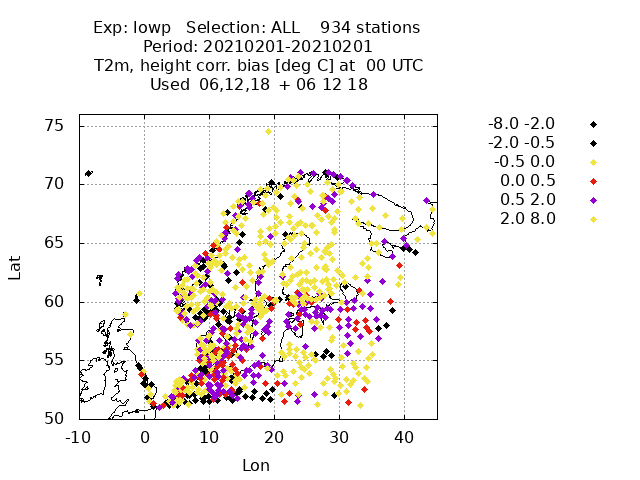 Exp: lowp   Selection: ALL    934 stations
Period: 20210201-20210201
T2m, height corr. bias [deg C] at  00 UTC
Used 06,12,18  + 06 12 18
-8.0 -2.0
-2.0 -0.5
-0.5 0.0
0.0 0.5
0.5 2.0
2.0 8.0
75
70
65
60
55
50
Lat
-10 0 10 20 30 40
Lon